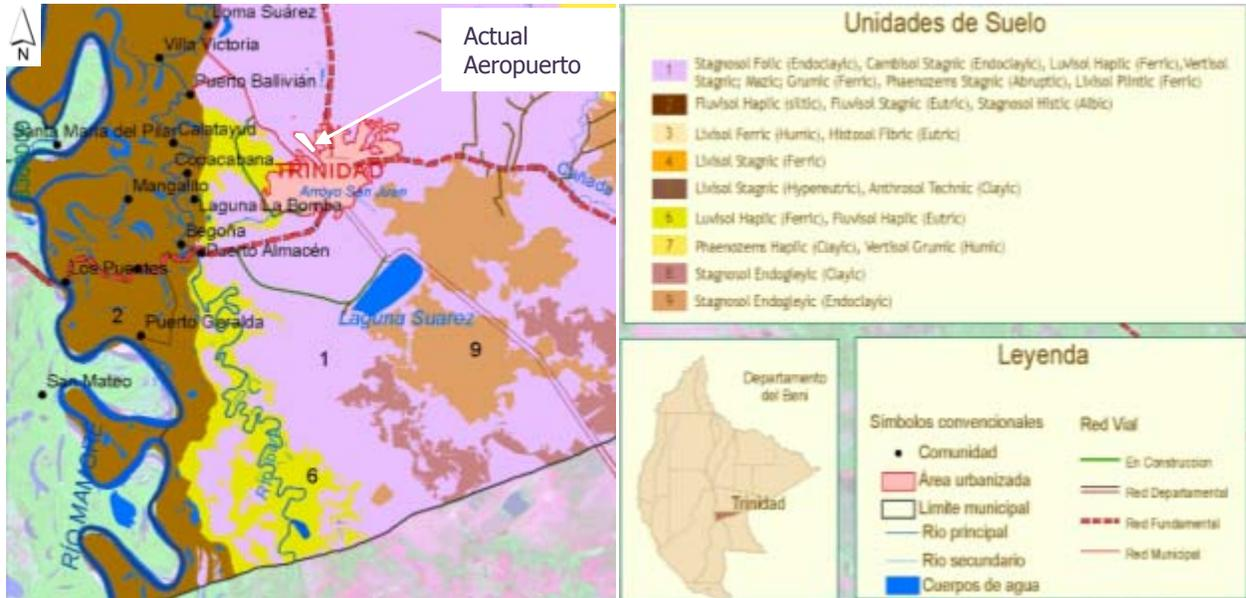 N
Loma Suárez
Villa Victoria
Puerto Ballivián
Actual
Aeropuerto
Santa María del Pilar
Calatayud
Copacabana
TRINIDAD
Arroyo San Juan
Mangalito
Laguna La Bomba
Begoña
Puerto Almacén
Los Puentes
Cañada
2
Puerto Geralda
Laguna Suarez
1
9
San Mateo
RÍO MAMORE
6
Unidades de Suelo
1 Stagnosol Folic (Endoclayic), Cambisol Stagnic (Endoclayic), Luvisol Haplic (Ferric),Vertisol
Stagnic; Mazic; Grumic (Ferric), Phaenozems Stagnic (Abruptic), Lixisol Plintic (Ferric)
2 Fluvisol Haplic (siltic), Fluvisol Stagnic (Eutric), Stagnosol Histic (Albic)
3 Lixisol Ferric (Humic), Histosol Fibric (Eutric)
4 Lixisol Stagnic (Ferric)
Lixisol Stagnic (Hypereutric), Anthrosol Technic (Clayic)
6 Luvisol Haplic (Ferric), Fluvisol Haplic (Eutric)
7 Phaenozems Haplic (Clayic), Vertisol Grumic (Humic)
8 Stagnosol Endogleyic (Clayic)
9 Stagnosol Endogleyic (Endoclayic)
Departamento
del Beni
Trinidad
Leyenda
Símbolos convencionales
Comunidad
Área urbanizada
Limite municipal
Rio principal
Rio secundario
Cuerpos de agua
Red Vial
En Construccion
Red Departamental
Red Fundamental
Red Municipal